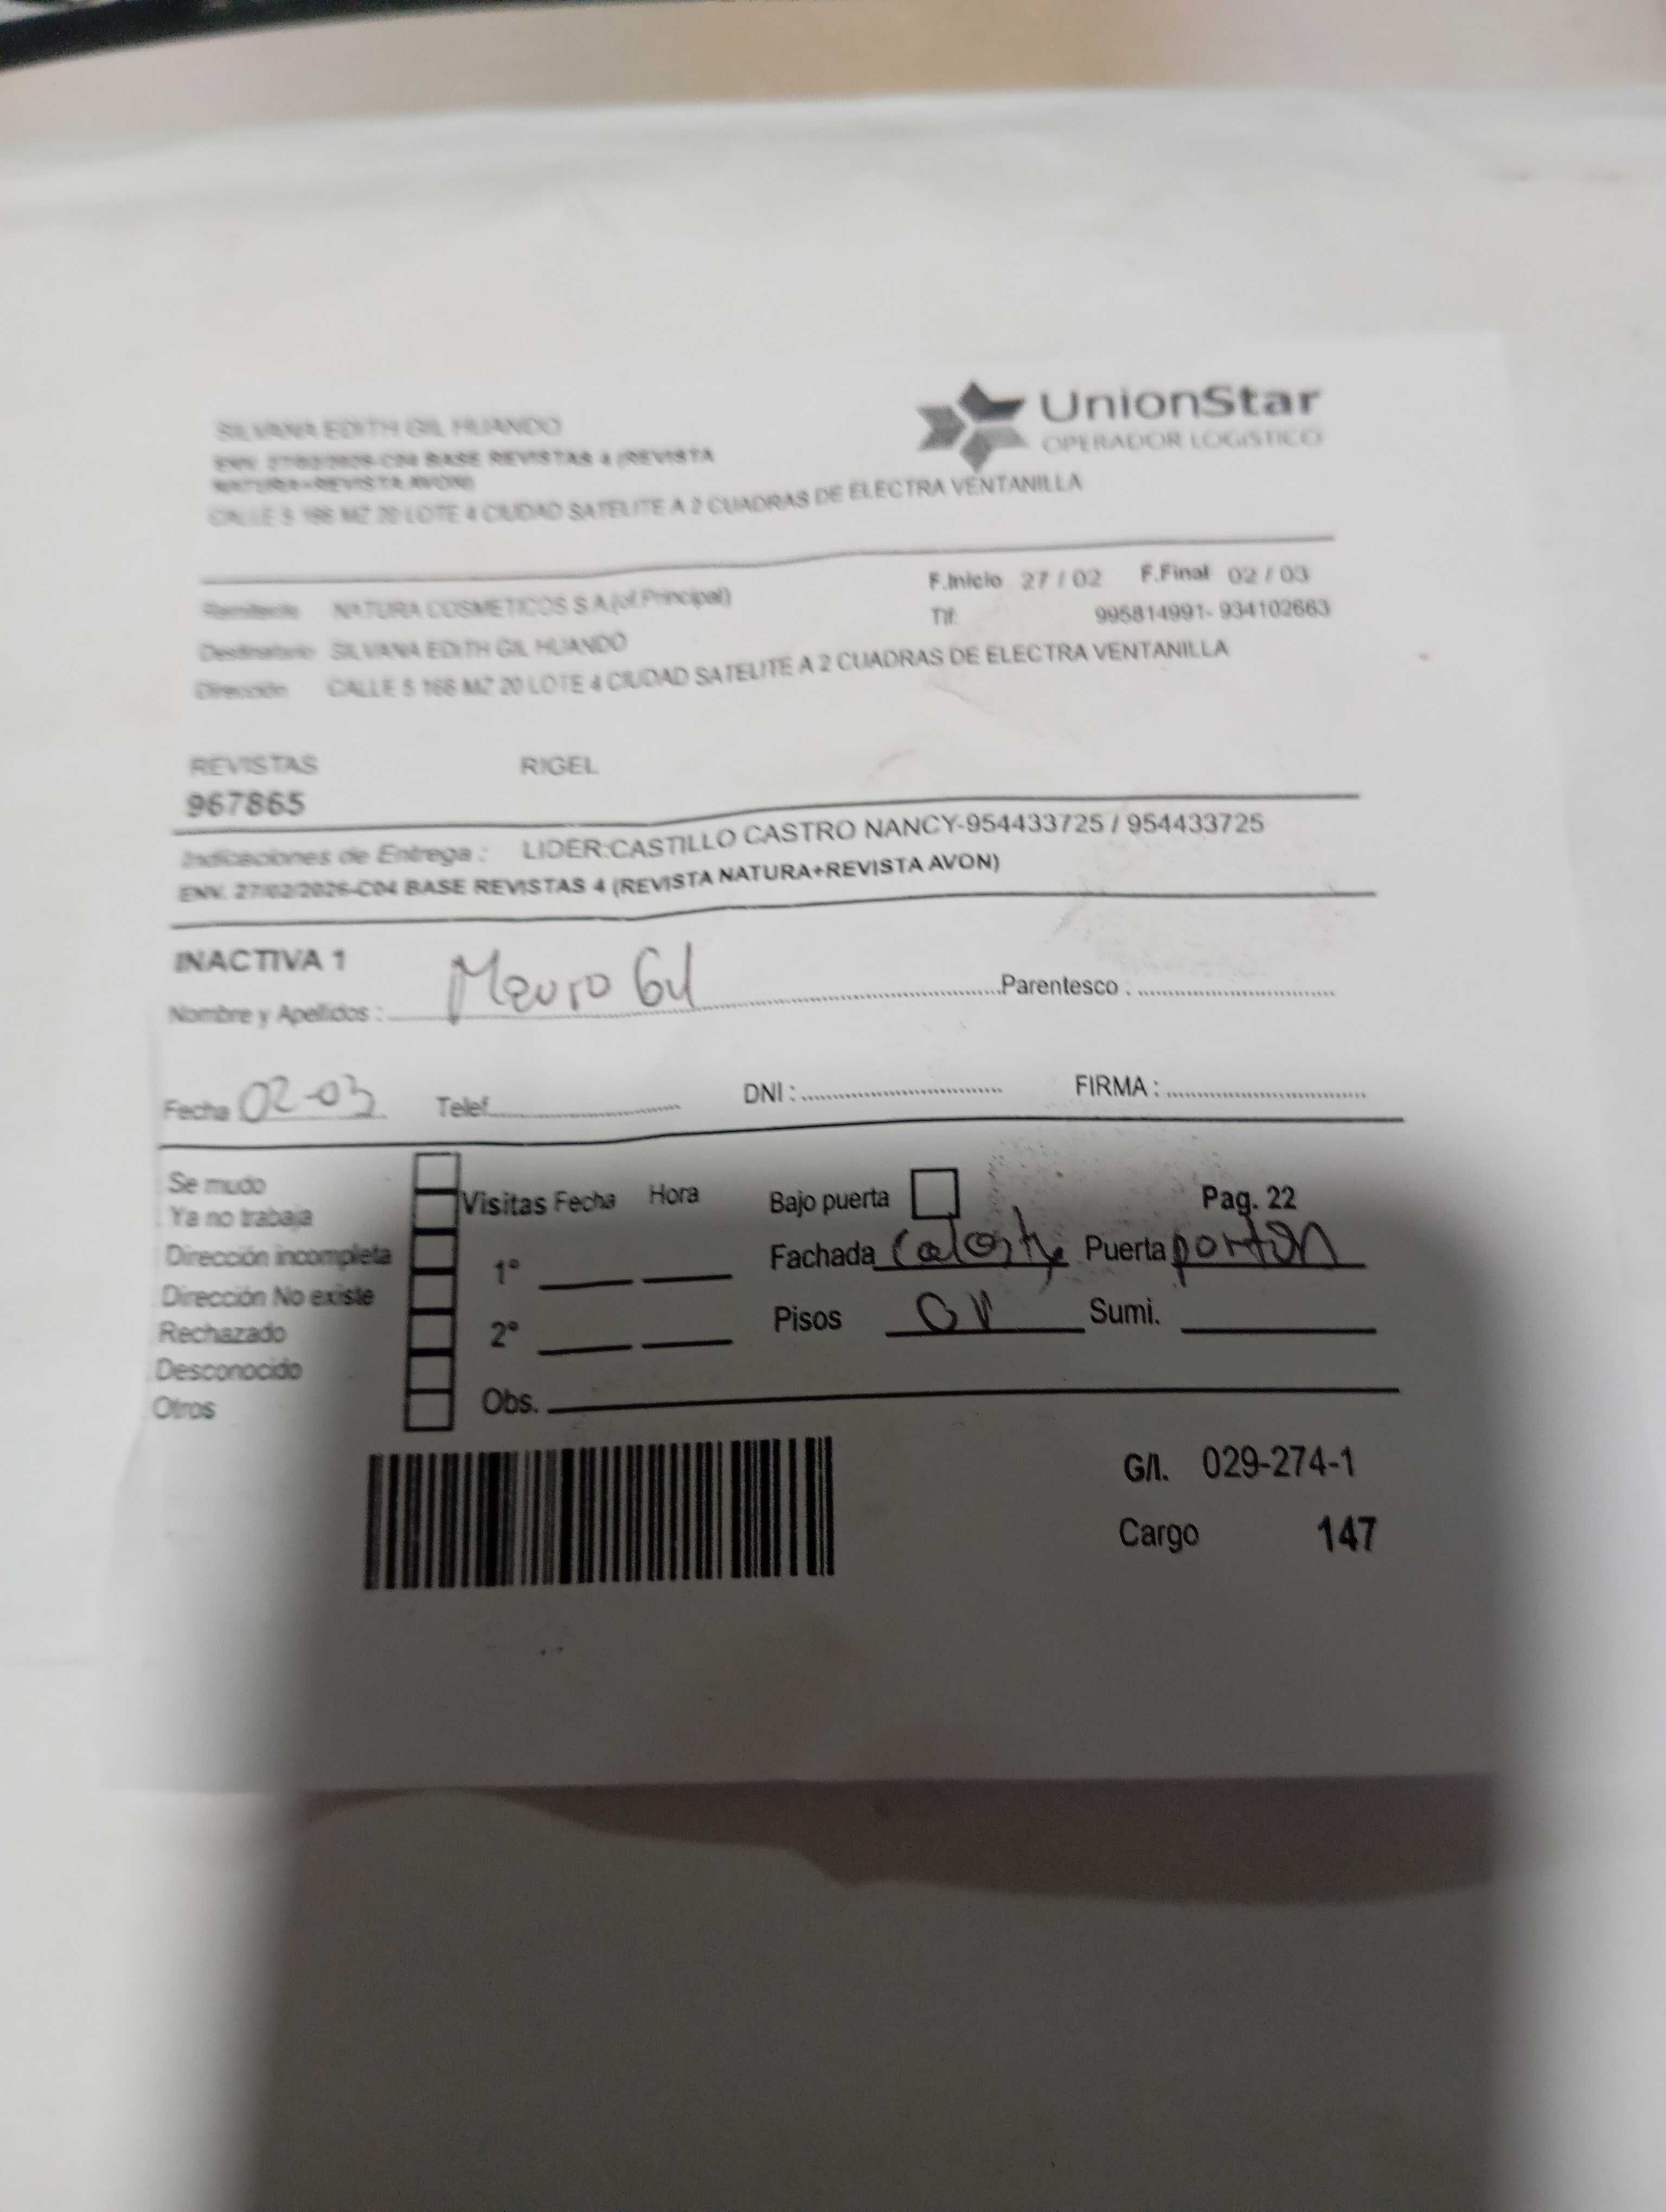 SILVANA EDITH GIL HUANDO
UnionStar
OPERADOR LOGISTICO
ENV. 27/02/2026-C04 BASE REVISTAS 4 (REVISTA
NATURA+REVISTA AVON)
CALLE 5 166 MZ 20 LOTE 4 CIUDAD SATELITE A 2 CUADRAS DE ELECTRA VENTANILLA
F.Inicio 27 / 02 F.Final 02 / 03
Remitente NATURA COSMETICOS S A (of.Principal)
Tlf: 995814991- 934102663
Destinatario SILVANA EDITH GIL HUANDO
Dirección CALLE 5 166 MZ 20 LOTE 4 CIUDAD SATELITE A 2 CUADRAS DE ELECTRA VENTANILLA
REVISTAS RIGEL
967865
Indicaciones de Entrega : LIDER:CASTILLO CASTRO NANCY-954433725 / 954433725
ENV. 27/02/2026-C04 BASE REVISTAS 4 (REVISTA NATURA+REVISTA AVON)
INACTIVA 1
Nombre y Apellidos : Mauro Gil Parentesco :
Fecha 02-03 Telef. DNI : FIRMA :
Se mudo
Ya no trabaja
Dirección incompleta
Dirección No existe
Rechazado
Desconocido
Otros
Visitas Fecha Hora
1°
2°
Obs.
Bajo puerta Pag. 22
Fachada Celeste Puerta porton
Pisos Sumi.
G/I. 029-274-1
Cargo 147